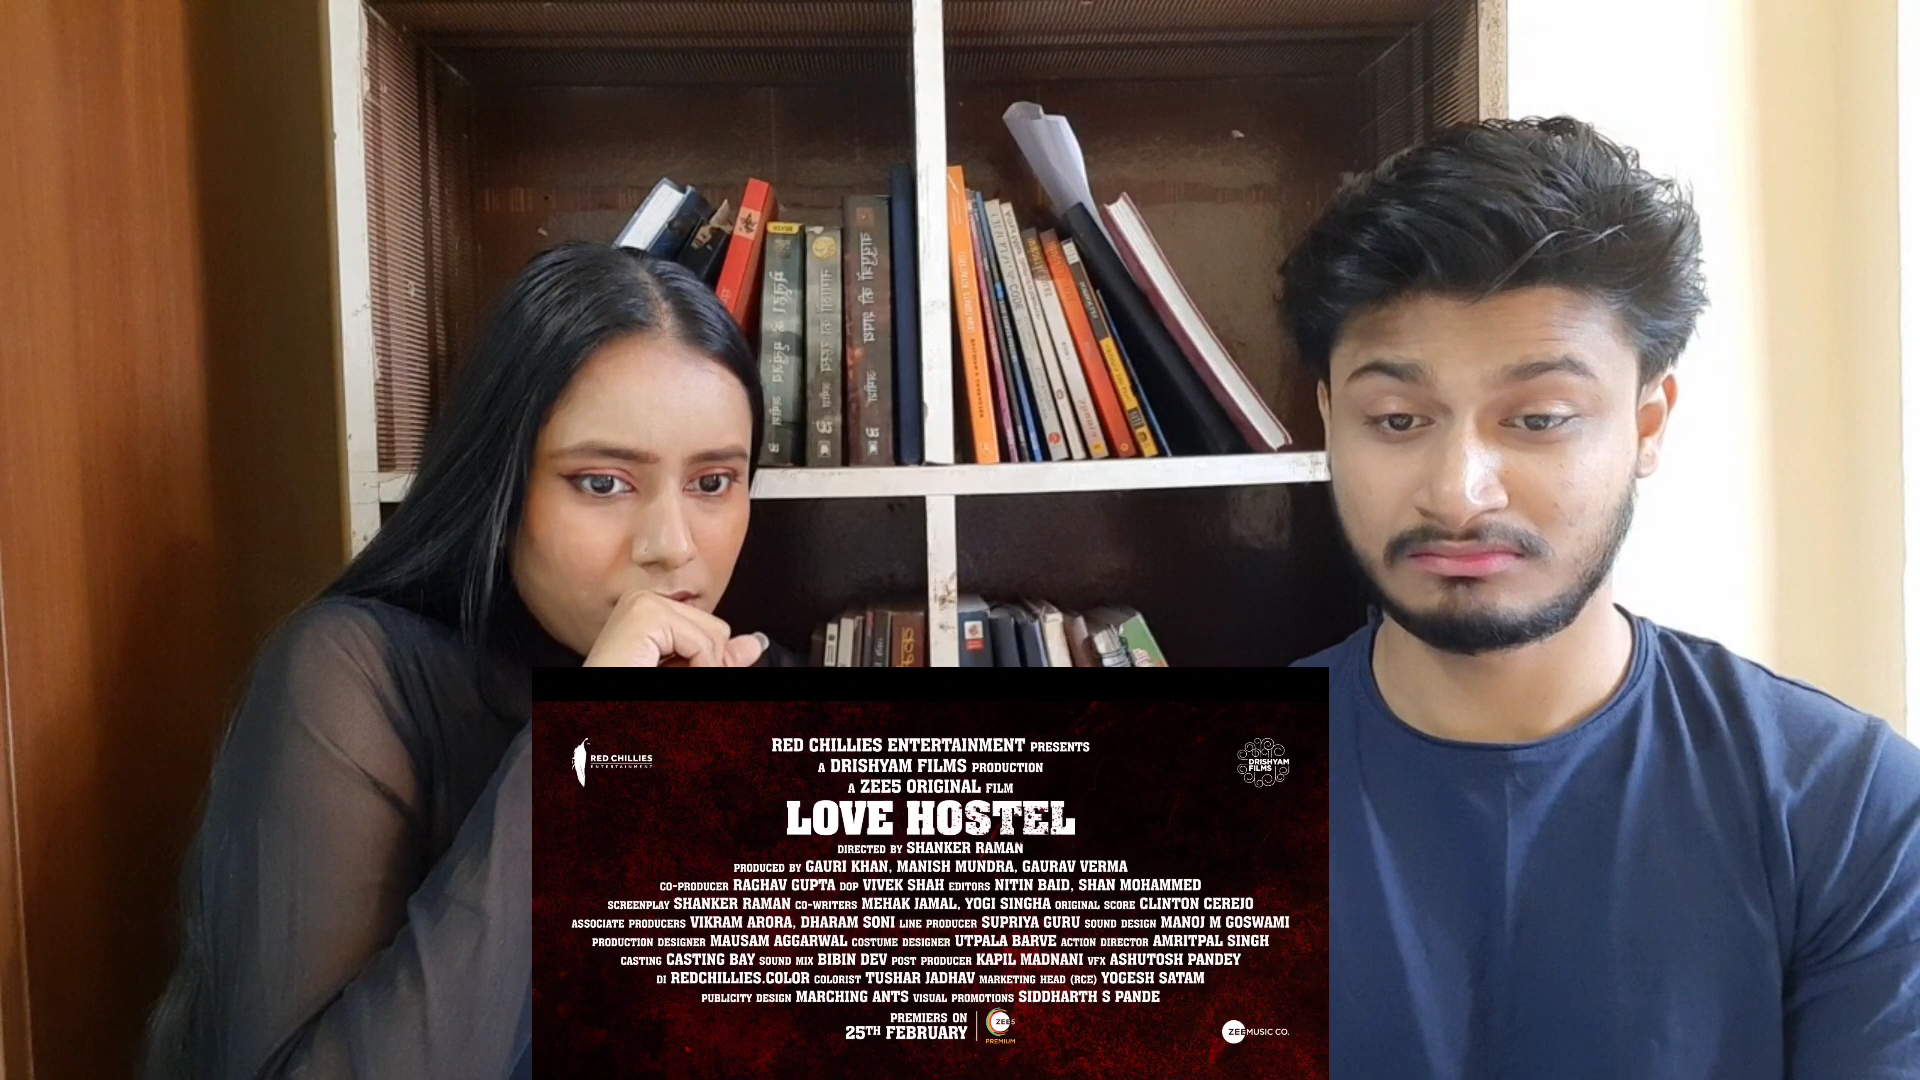 RED CHILLIES
ENTERTAINMENT
DRISHYAM
FILMS
RED CHILLIES ENTERTAINMENT PRESENTS
A DRISHYAM FILMS PRODUCTION
A ZEE5 ORIGINAL FILM
LOVE HOSTEL
DIRECTED BY SHANKER RAMAN
PRODUCED BY GAURI KHAN, MANISH MUNDRA, GAURAV VERMA
CO-PRODUCER RAGHAV GUPTA DOP VIVEK SHAH EDITORS NITIN BAID, SHAN MOHAMMED
SCREENPLAY SHANKER RAMAN CO-WRITERS MEHAK JAMAL, YOGI SINGHA ORIGINAL SCORE CLINTON CEREJO
ASSOCIATE PRODUCERS VIKRAM ARORA, DHARAM SONI LINE PRODUCER SUPRIYA GURU SOUND DESIGN MANOJ M GOSWAMI
PRODUCTION DESIGNER MAUSAM AGGARWAL COSTUME DESIGNER UTPALA BARVE ACTION DIRECTOR AMRITPAL SINGH
CASTING CASTING BAY SOUND MIX BIBIN DEV POST PRODUCER KAPIL MADNANI VFX ASHUTOSH PANDEY
DI REDCHILLIES.COLOR COLORIST TUSHAR JADHAV MARKETING HEAD (RCE) YOGESH SATAM
PUBLICITY DESIGN MARCHING ANTS VISUAL PROMOTIONS SIDDHARTH S PANDE
PREMIERS ON
25TH FEBRUARY
ZEE5
PREMIUM
ZEE MUSIC CO.